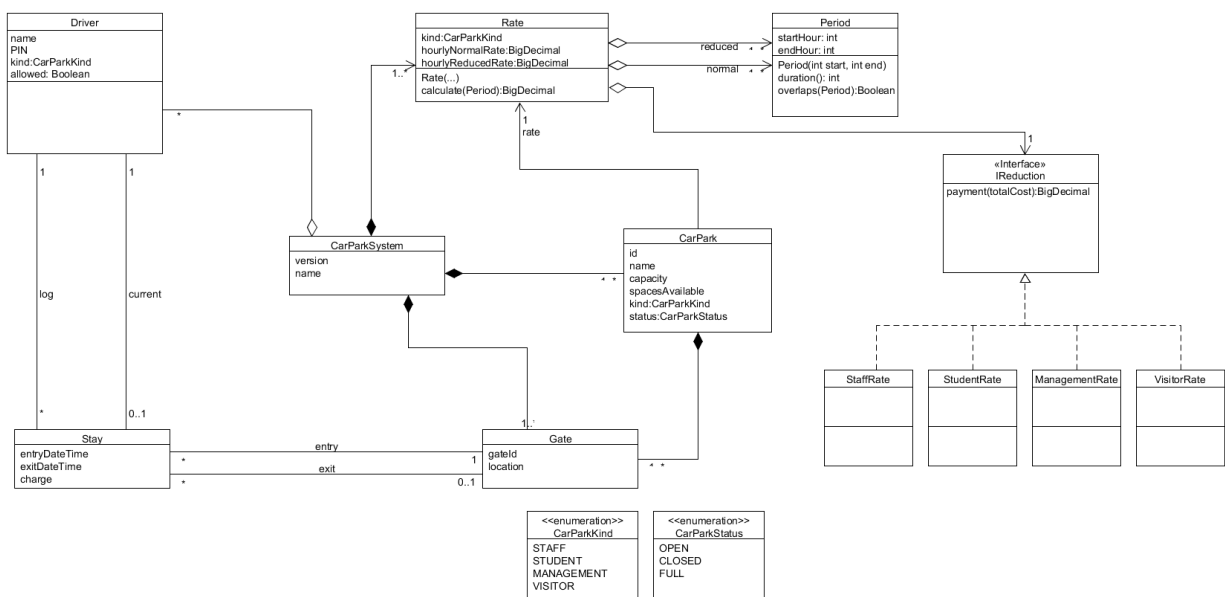 Driver
name
PIN
kind:CarParkKind
allowed: Boolean
Rate
kind:CarParkKind
hourlyNormalRate:BigDecimal
hourlyReducedRate:BigDecimal
Rate(...)
calculate(Period):BigDecimal
Period
startHour: int
endHour: int
Period(int start, int end)
duration(): int
overlaps(Period):Boolean
reduced
* *
normal
* *
1..*
*
1
rate
1
«Interface»
IReduction
payment(totalCost):BigDecimal
1
1
CarParkSystem
version
name
CarPark
id
name
capacity
spacesAvailable
kind:CarParkKind
status:CarParkStatus
* *
log
current
StaffRate
StudentRate
ManagementRate
VisitorRate
*
0..1
1..*
Stay
entryDateTime
exitDateTime
charge
entry
*
1
exit
*
0..1
Gate
gateId
location
* *
<<enumeration>>
CarParkKind
STAFF
STUDENT
MANAGEMENT
VISITOR
<<enumeration>>
CarParkStatus
OPEN
CLOSED
FULL